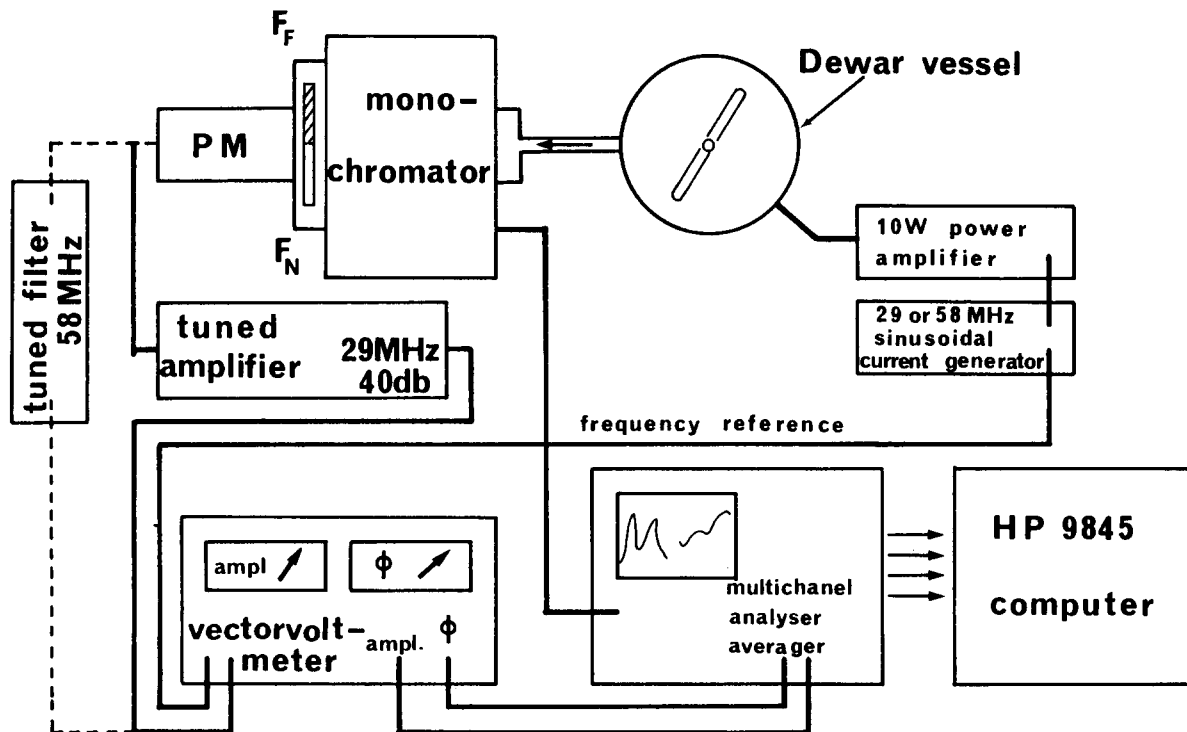 F_F
mono-
chromator
PM
F_N
Dewar vessel
10W power
amplifier
29 or 58 MHz
sinusoidal
current generator
tuned filter
58MHz
tuned
amplifier
29MHz
40db
frequency reference
ampl
ϕ
vectorvolt-
meter
ampl.
ϕ
multichanel
analyser
averager
HP 9845
computer